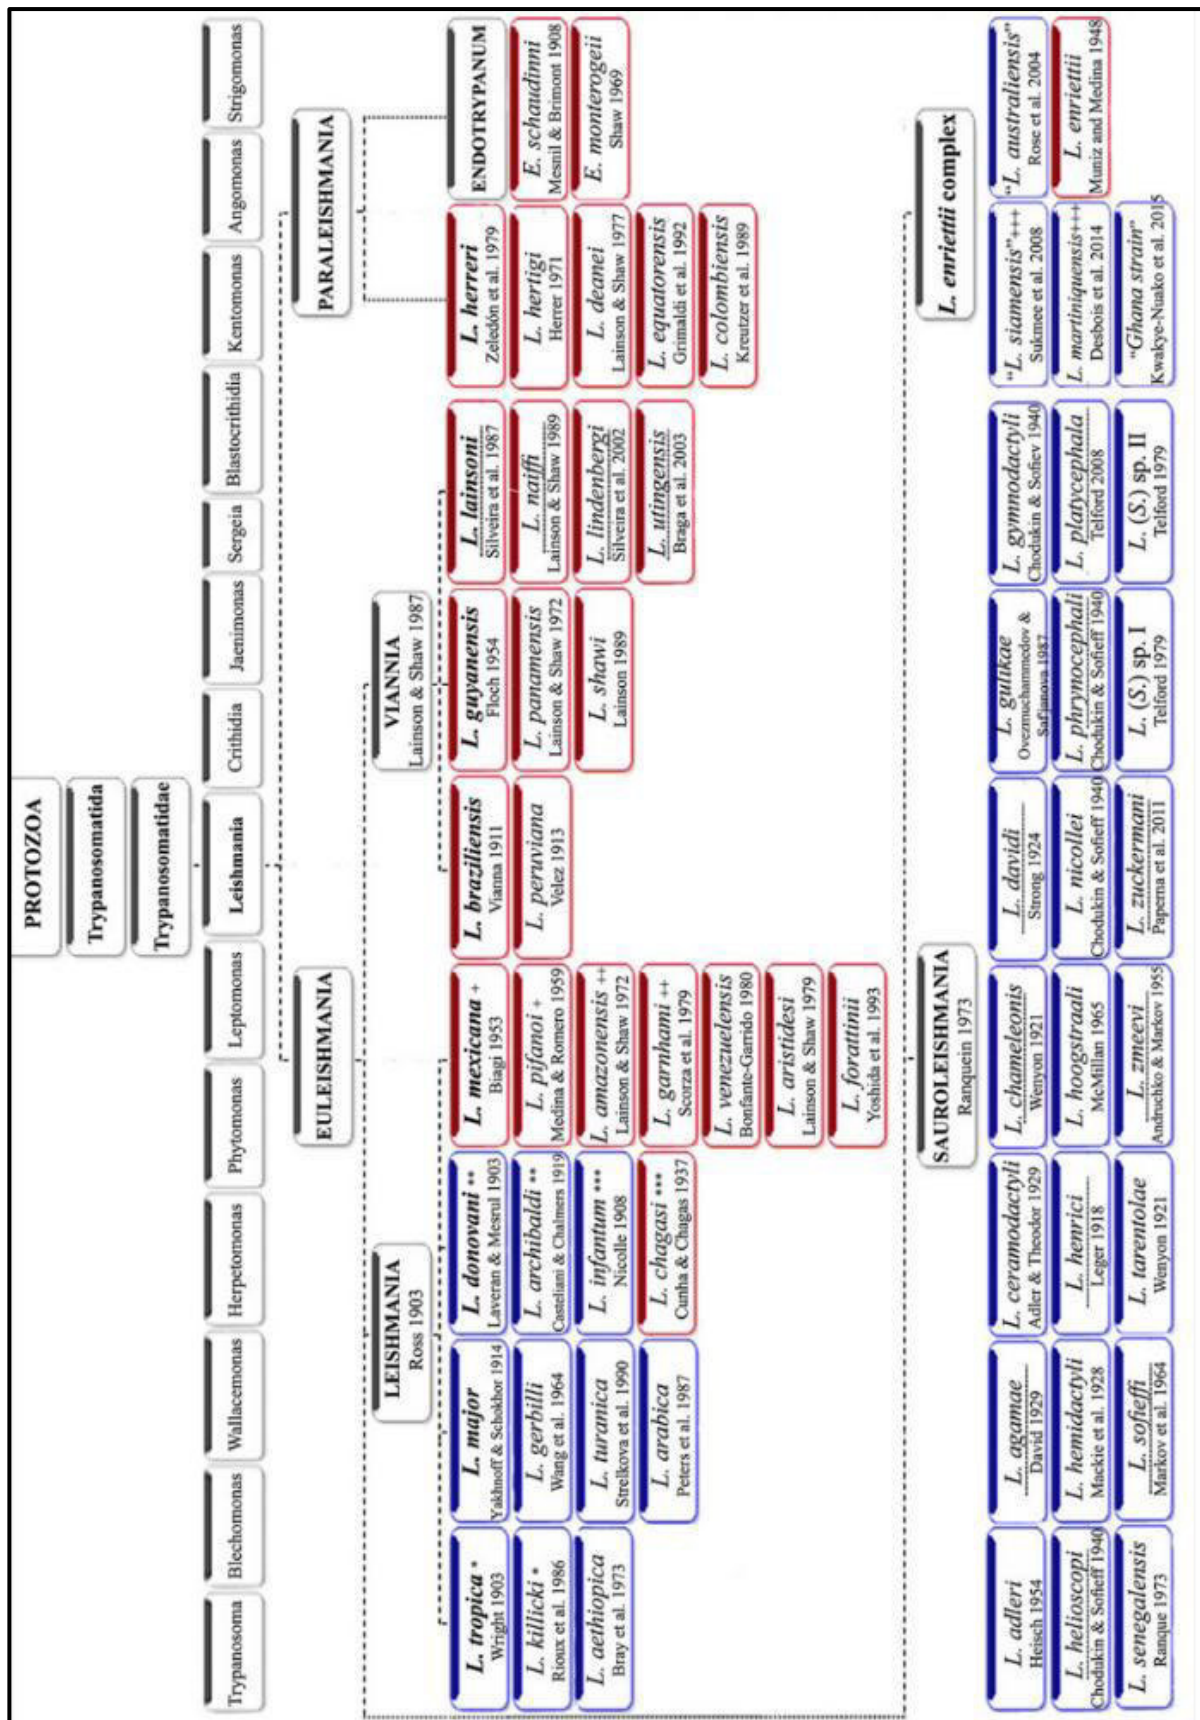 PROTOZOA
Trypanosomatida
Trypanosomatidae
Trypanosoma
Blechomonas
Wallacemonas
Herpetomonas
Phytomonas
Leptomonas
Leishmania
Crithidia
Jaenimonas
Sergeia
Blastocrithidia
Kentomonas
Angomonas
Strigomonas
EULEISHMANIA
PARALEISHMANIA
LEISHMANIA
Ross 1903
VIANNIA
Lainson & Shaw 1987
L. tropica *
Wright 1903
L. killicki *
Rioux et al. 1986
L. aethiopica
Bray et al. 1973
L. major
Yakhnoff & Schokhor 1914
L. gerbilli
Wang et al. 1964
L. turanica
Strelkova et al. 1990
L. arabica
Peters et al. 1987
L. donovani **
Laveran & Mesrul 1903
L. archibaldi **
Casteliani & Chalmers 1919
L. infantum ***
Nicolle 1908
L. chagasi ***
Cunha & Chagas 1937
L. mexicana +
Biagi 1953
L. pifanoi +
Medina & Romero 1959
L. amazonensis ++
Lainson & Shaw 1972
L. garnhami ++
Scorza et al. 1979
L. venezuelensis
Bonfante-Garrido 1980
L. aristidesi
Lainson & Shaw 1979
L. forattinii
Yoshida et al. 1993
L. braziliensis
Vianna 1911
L. peruviana
Velez 1913
L. guyanensis
Floch 1954
L. panamensis
Lainson & Shaw 1972
L. shawi
Lainson 1989
L. lainsoni
Silveira et al. 1987
L. naiffi
Lainson & Shaw 1989
L. lindenbergi
Silveira et al. 2002
L. utingensis
Braga et al. 2003
L. herreri
Zeledón et al. 1979
L. hertigi
Herrer 1971
L. deanei
Lainson & Shaw 1977
L. equatorensis
Grimaldi et al. 1992
L. colombiensis
Kreutzer et al. 1989
ENDOTRYPANUM
E. schaudinni
Mesnil & Brimont 1908
E. monterogeii
Shaw 1969
SAUROLEISHMANIA
Ranquein 1973
L. enriettii complex
L. adleri
Heisch 1954
L. helioscopi
Chodukin & Sofieff 1940
L. senegalensis
Ranque 1973
L. agamae
David 1929
L. hemidactyli
Mackie et al. 1928
L. sofieffi
Markov et al. 1964
L. ceramodactyli
Adler & Theodor 1929
L. henrici
Leger 1918
L. tarentolae
Wenyon 1921
L. chameleonis
Wenyon 1921
L. hoogstraali
McMillan 1965
L. zmeevi
Andruchko & Markov 1955
L. davidi
Strong 1924
L. nicollei
Chodukin & Sofieff 1940
L. zuckermani
Paperna et al. 2011
L. gulikae
Ovezmuchammedov &
Safjanova 1987
L. phrynocephali
Chodukin & Sofieff 1940
L. (S.) sp. I
Telford 1979
L. gymnodactyli
Chodukin & Sofiev 1940
L. platycephala
Telford 2008
L. (S.) sp. II
Telford 1979
"L. siamensis"+++
Sukmee et al. 2008
L. martiniquensis+++
Desbois et al. 2014
"Ghana strain"
Kwakye-Nuako et al. 2015
"L. australiensis"
Rose et al. 2004
L. enriettii
Muniz and Medina 1948